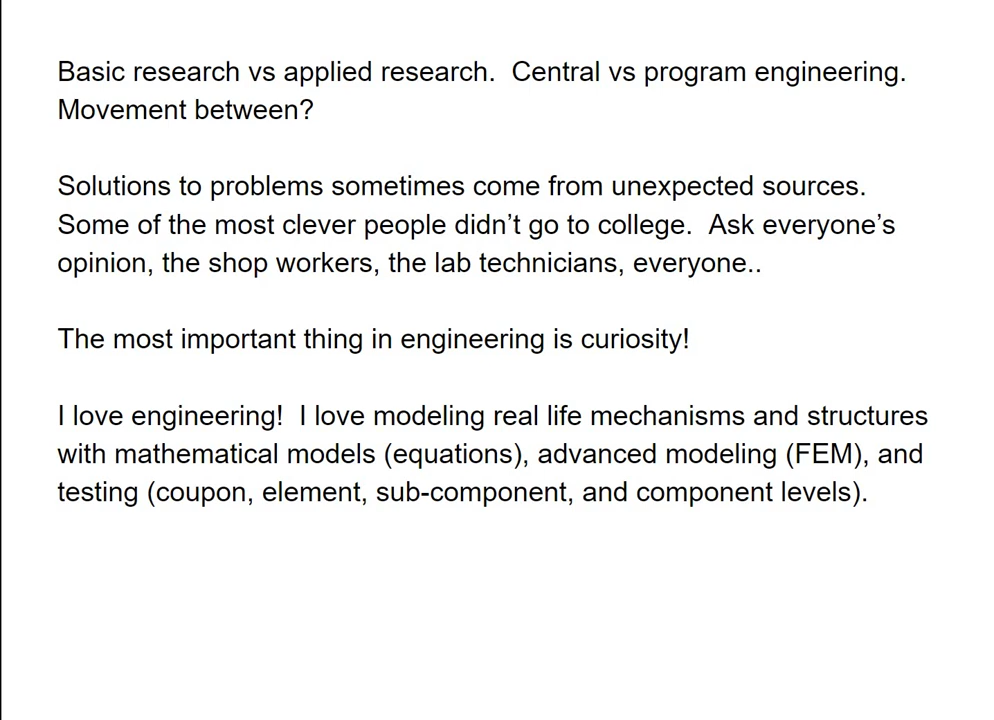 Basic research vs applied research.  Central vs program engineering.
Movement between?
Solutions to problems sometimes come from unexpected sources.
Some of the most clever people didn’t go to college.  Ask everyone’s
opinion, the shop workers, the lab technicians, everyone..
The most important thing in engineering is curiosity!
I love engineering!  I love modeling real life mechanisms and structures
with mathematical models (equations), advanced modeling (FEM), and
testing (coupon, element, sub-component, and component levels).